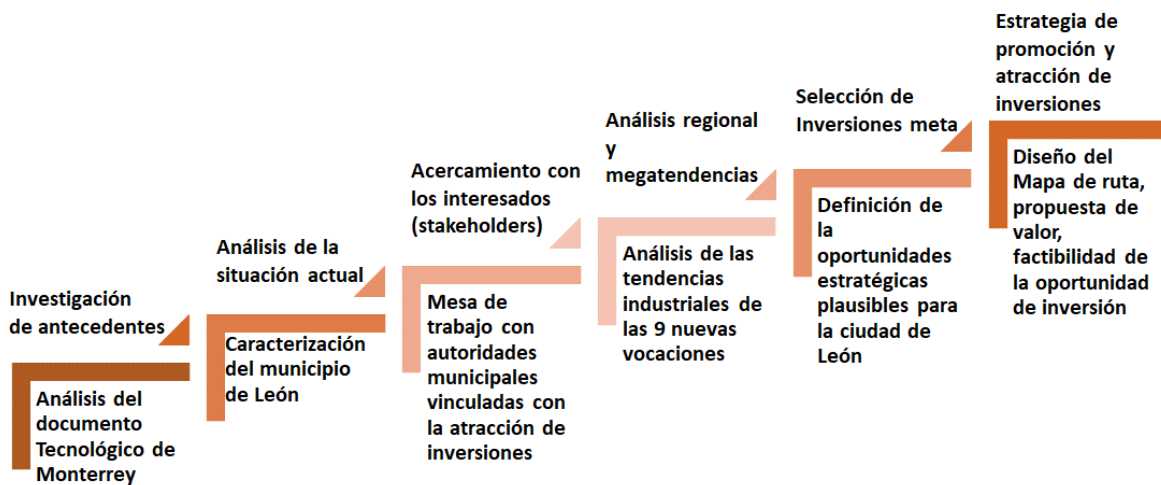 Investigación
de antecedentes
Análisis del
documento
Tecnológico de
Monterrey
Análisis de la
situación actual
Caracterización
del municipio
de León
Acercamiento con
los interesados
(stakeholders)
Mesa de
trabajo con
autoridades
municipales
vinculadas con
la atracción de
inversiones
Análisis regional
y
megatendencias
Análisis de las
tendencias
industriales de
las 9 nuevas
vocaciones
Selección de
Inversiones meta
Definición de
la
oportunidades
estratégicas
plausibles para
la ciudad de
León
Estrategia de
promoción y
atracción de
inversiones
Diseño del
Mapa de ruta,
propuesta de
valor,
factibilidad de
la oportunidad
de inversión